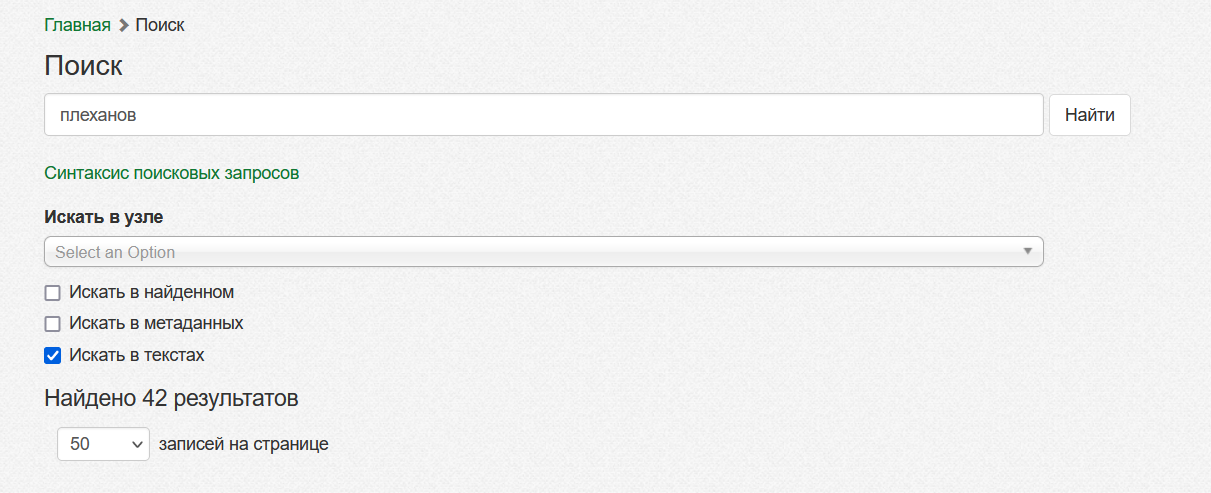 Главная > Поиск
Поиск
плеханов
Найти
Синтаксис поисковых запросов
Искать в узле
Select an Option
Искать в найденном
Искать в метаданных
Искать в текстах
Найдено 42 результатов
50 записей на странице